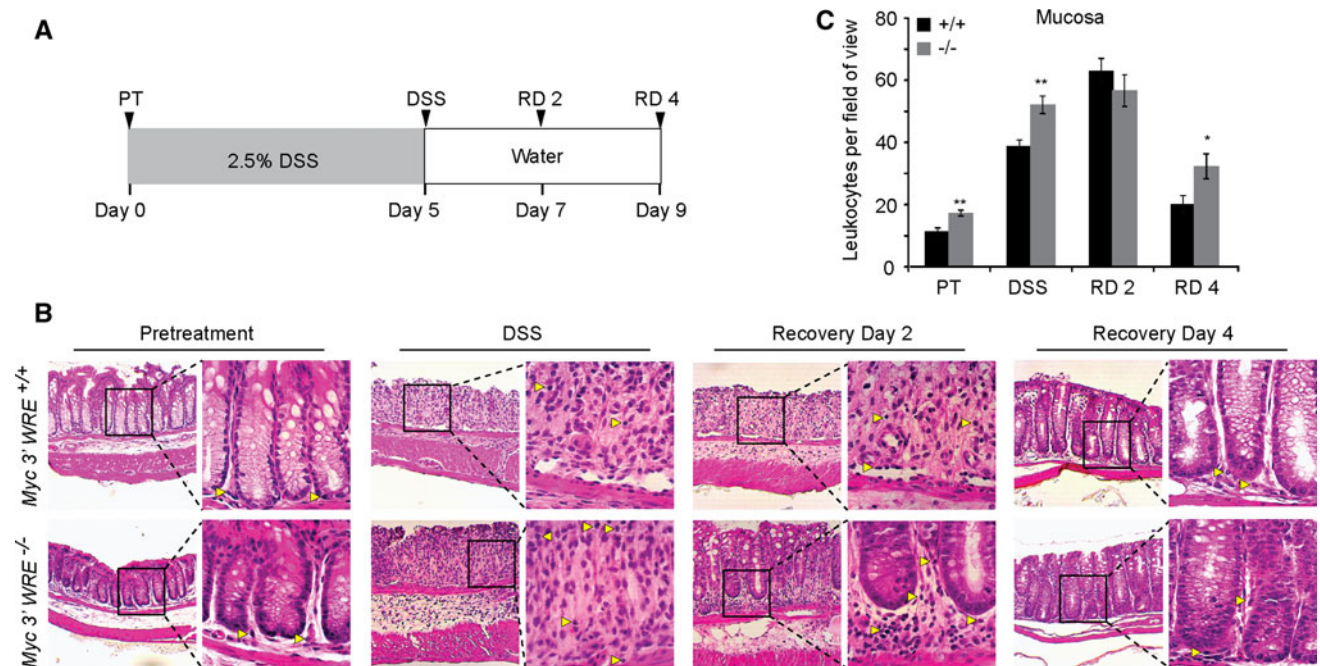 A
PT
DSS
RD 2
RD 4
2.5% DSS
Water
Day 0
Day 5
Day 7
Day 9
C
Mucosa
+/+
-/-
Leukocytes per field of view
80
60
40
20
0
**
**
*
PT
DSS
RD 2
RD 4
B
Pretreatment
DSS
Recovery Day 2
Recovery Day 4
Myc 3' WRE +/+
Myc 3' WRE -/-